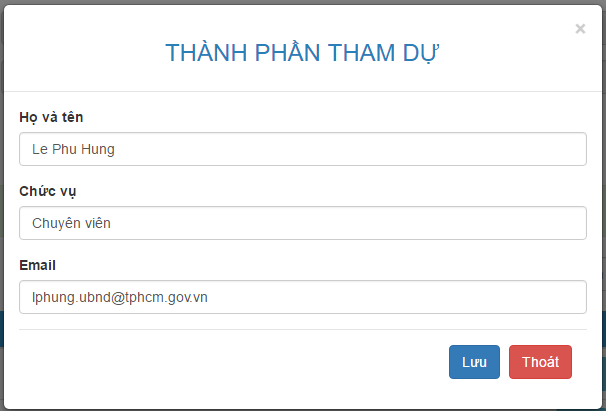 ×
THÀNH PHẦN THAM DỰ
Họ và tên
Le Phu Hung
Chức vụ
Chuyên viên
Email
lphung.ubnd@tphcm.gov.vn
Lưu Thoát